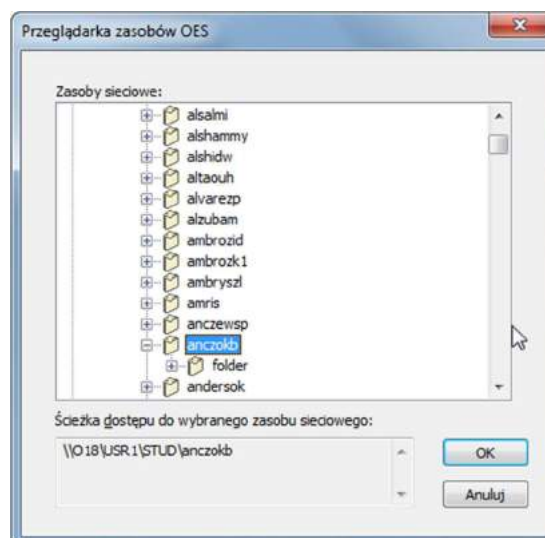 Przeglądarka zasobów OES
Zasoby sieciowe:
alsalmi
alshammy
alshidw
altaouh
alvarezp
alzubam
ambrozid
ambrozk1
ambryszl
amris
anczewsp
anczokb
folder
andersok
Ścieżka dostępu do wybranego zasobu sieciowego:
\\O18\USR1\STUD\anczokb
OK
Anuluj